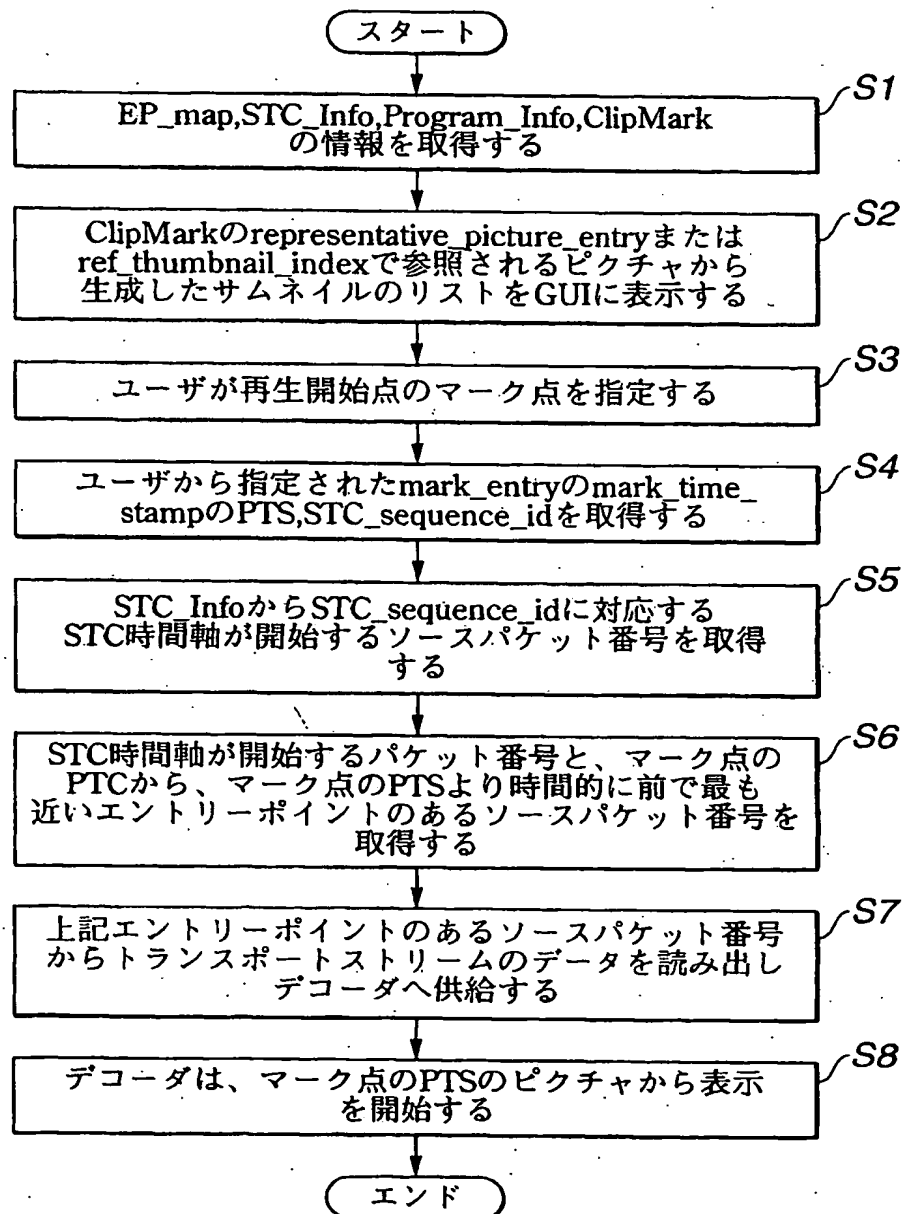 スタート
S1
EP_map,STC_Info,Program_Info,ClipMark
の情報を取得する
S2
ClipMarkのrepresentative_picture_entryまたは
ref_thumbnail_indexで参照されるピクチャから
生成したサムネイルのリストをGUIに表示する
S3
ユーザが再生開始点のマーク点を指定する
S4
ユーザから指定されたmark_entryのmark_time_
stampのPTS,STC_sequence_idを取得する
S5
STC_InfoからSTC_sequence_idに対応する
STC時間軸が開始するソースパケット番号を取得
する
S6
STC時間軸が開始するパケット番号と、マーク点の
PTCから、マーク点のPTSより時間的に前で最も
近いエントリーポイントのあるソースパケット番号を
取得する
S7
上記エントリーポイントのあるソースパケット番号
からトランスポートストリームのデータを読み出し
デコーダへ供給する
S8
デコーダは、マーク点のPTSのピクチャから表示
を開始する
エンド